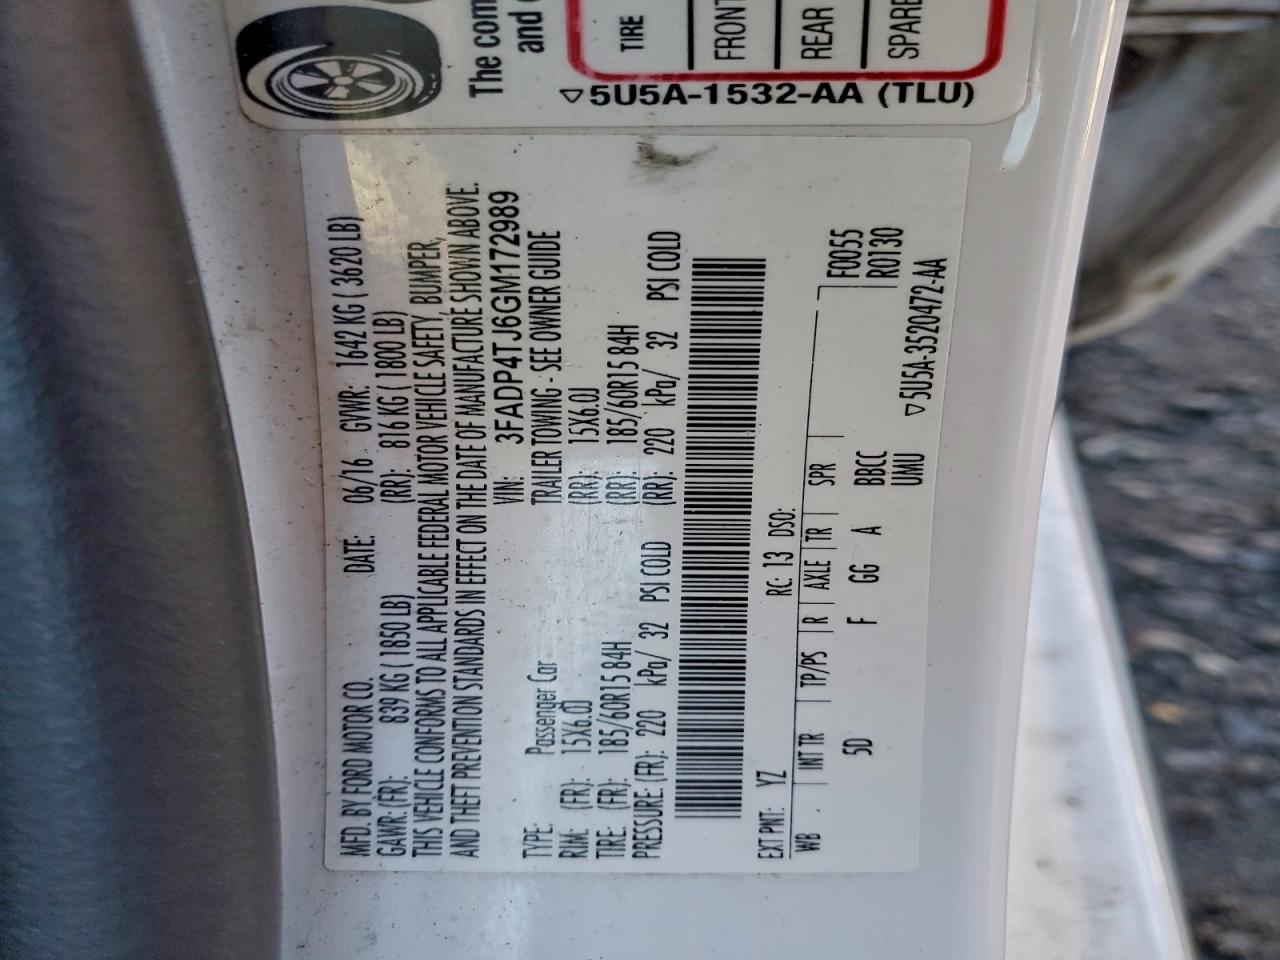 The com
and
TIRE
FRONT
REAR
SPARE
5U5A-1532-AA (TLU)
MFD. BY FORD MOTOR CO. DATE: 06/16 GVWR: 1642 KG ( 3620 LB)
GAWR: (FR): 839 KG ( 1850 LB) (RR): 816 KG ( 1800 LB)
THIS VEHICLE CONFORMS TO ALL APPLICABLE FEDERAL MOTOR VEHICLE SAFETY, BUMPER,
AND THEFT PREVENTION STANDARDS IN EFFECT ON THE DATE OF MANUFACTURE SHOWN ABOVE.
VIN: 3FADP4TJ6GM172989
TYPE: Passenger Car TRAILER TOWING - SEE OWNER GUIDE
RIM: (FR): 15X6.0J (RR): 15X6.0J
TIRE: (FR): 185/60R15 84H (RR): 185/60R15 84H
PRESSURE: (FR): 220 kPa/ 32 PSI COLD (RR): 220 kPa/ 32 PSI COLD
EXT PNT: YZ RC: 13 DSO:
WB INT TR TP/PS R AXLE TR SPR F0055
5D F GG A BBCC R0130
UMU 5U5A-3520472-AA